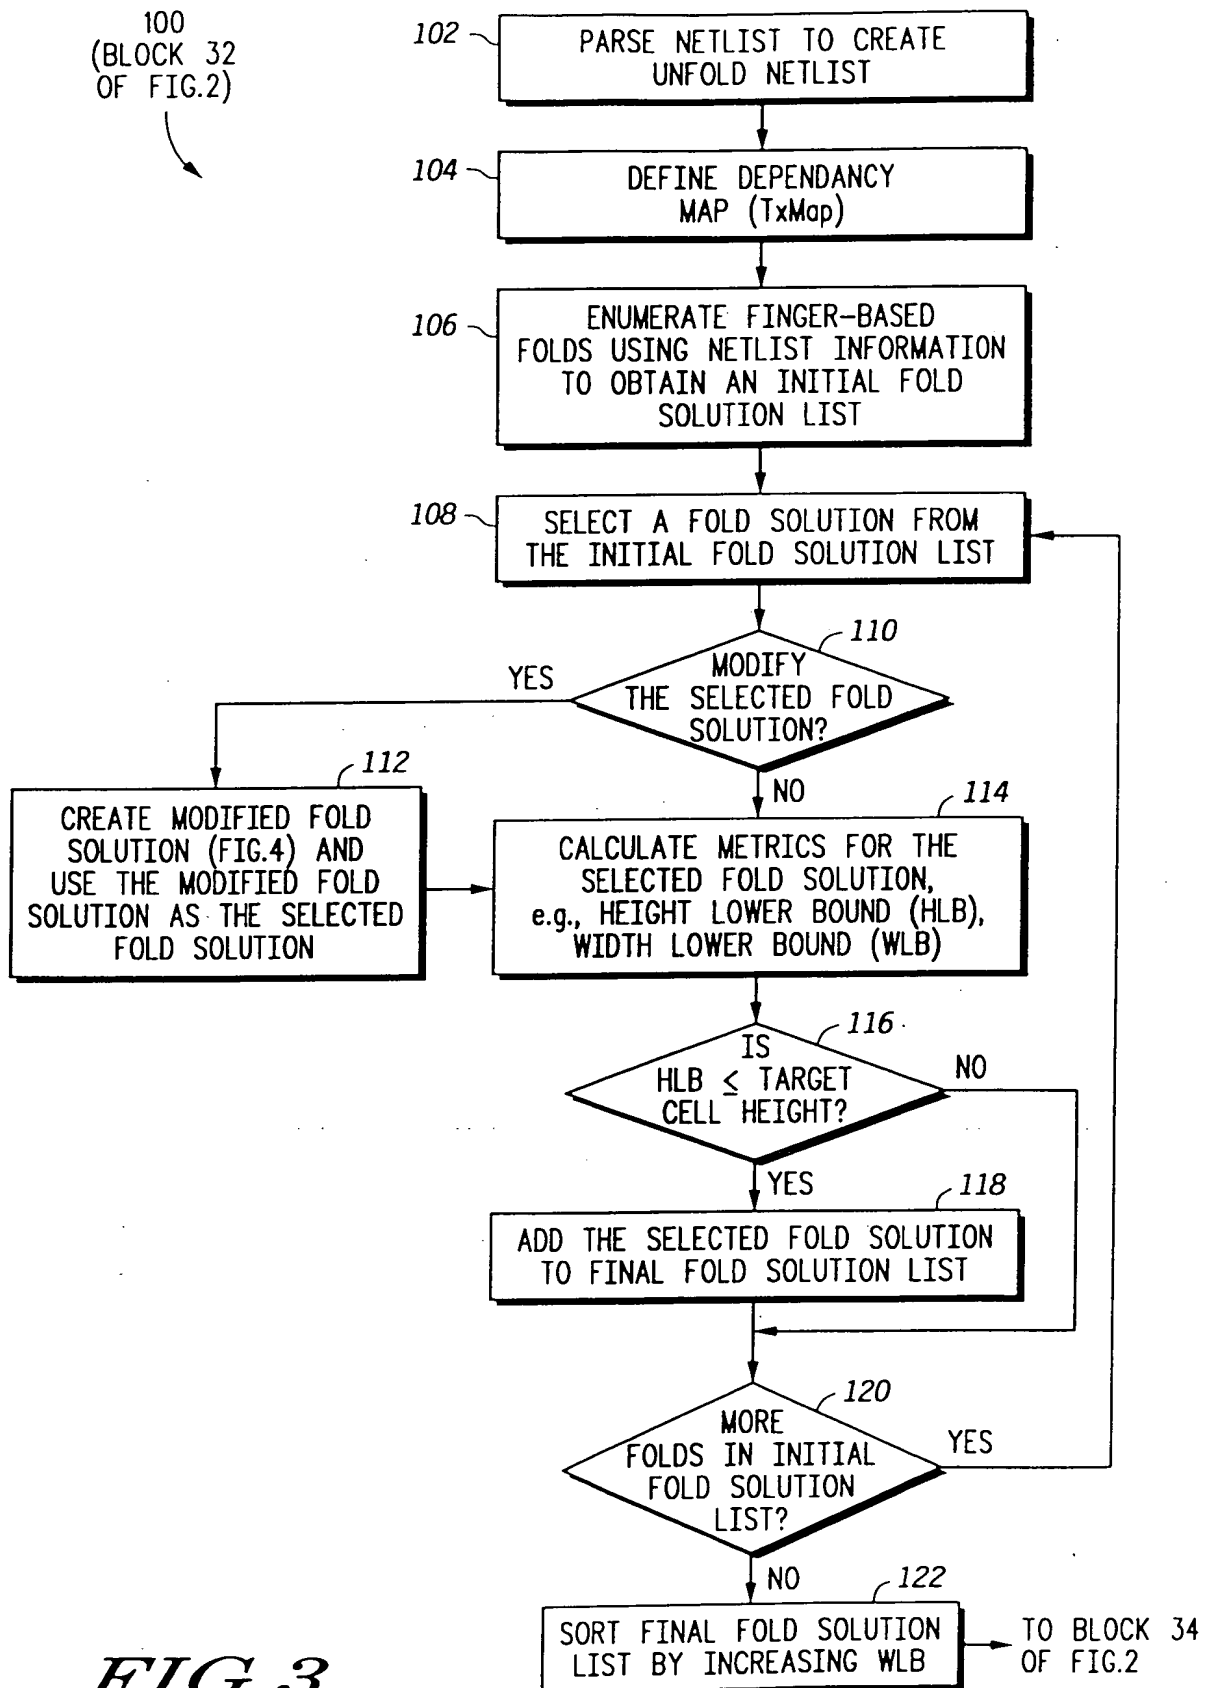 100
(BLOCK 32
OF FIG.2)
102
PARSE NETLIST TO CREATE
UNFOLD NETLIST
104
DEFINE DEPENDANCY
MAP (TxMap)
106
ENUMERATE FINGER-BASED
FOLDS USING NETLIST INFORMATION
TO OBTAIN AN INITIAL FOLD
SOLUTION LIST
108
SELECT A FOLD SOLUTION FROM
THE INITIAL FOLD SOLUTION LIST
110
MODIFY
THE SELECTED FOLD
SOLUTION?
YES
NO
112
CREATE MODIFIED FOLD
SOLUTION (FIG.4) AND
USE THE MODIFIED FOLD
SOLUTION AS THE SELECTED
FOLD SOLUTION
114
CALCULATE METRICS FOR THE
SELECTED FOLD SOLUTION,
e.g., HEIGHT LOWER BOUND (HLB),
WIDTH LOWER BOUND (WLB)
116
IS
HLB ≤ TARGET
CELL HEIGHT?
NO
YES
118
ADD THE SELECTED FOLD SOLUTION
TO FINAL FOLD SOLUTION LIST
120
MORE
FOLDS IN INITIAL
FOLD SOLUTION
LIST?
YES
NO
122
SORT FINAL FOLD SOLUTION
LIST BY INCREASING WLB
TO BLOCK 34
OF FIG.2
FIG.3